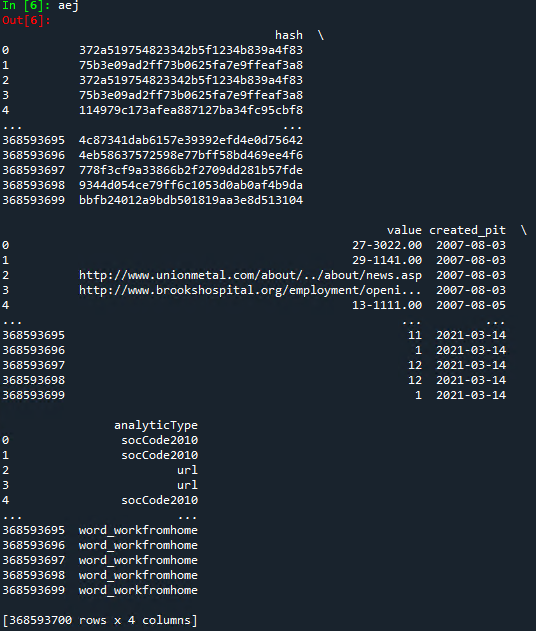 In [6]: aej
Out[6]:
hash \
0 372a519754823342b5f1234b839a4f83
1 75b3e09ad2ff73b0625fa7e9ffeaf3a8
2 372a519754823342b5f1234b839a4f83
3 75b3e09ad2ff73b0625fa7e9ffeaf3a8
4 114979c173afea887127ba34fc95cbf8
... ...
368593695 4c87341dab6157e39392efd4e0d75642
368593696 4eb58637572598e77bff58bd469ee4f6
368593697 778f3cf9a33866b2f2709dd281b57fde
368593698 9344d054ce79ff6c1053d0ab0af4b9da
368593699 bbfb24012a9bdb501819aa3e8d513104
value created_pit \
0 27-3022.00 2007-08-03
1 29-1141.00 2007-08-03
2 http://www.unionmetal.com/about/../about/news.asp 2007-08-03
3 http://www.brookshospital.org/employment/openi... 2007-08-03
4 13-1111.00 2007-08-05
... ... ...
368593695 11 2021-03-14
368593696 1 2021-03-14
368593697 12 2021-03-14
368593698 12 2021-03-14
368593699 1 2021-03-14
analyticType
0 socCode2010
1 socCode2010
2 url
3 url
4 socCode2010
... ...
368593695 word_workfromhome
368593696 word_workfromhome
368593697 word_workfromhome
368593698 word_workfromhome
368593699 word_workfromhome
[368593700 rows x 4 columns]